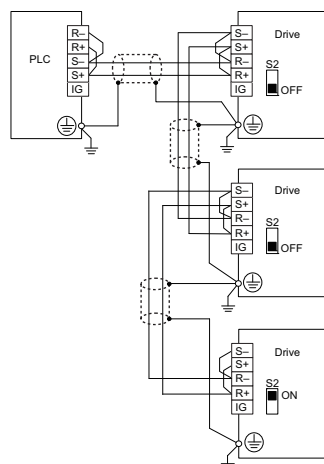 PLC
R–
R+
S–
S+
IG
S–
S+
R–
R+
IG
Drive
S2
OFF
S–
S+
R–
R+
IG
Drive
S2
OFF
S–
S+
R–
R+
IG
Drive
S2
ON